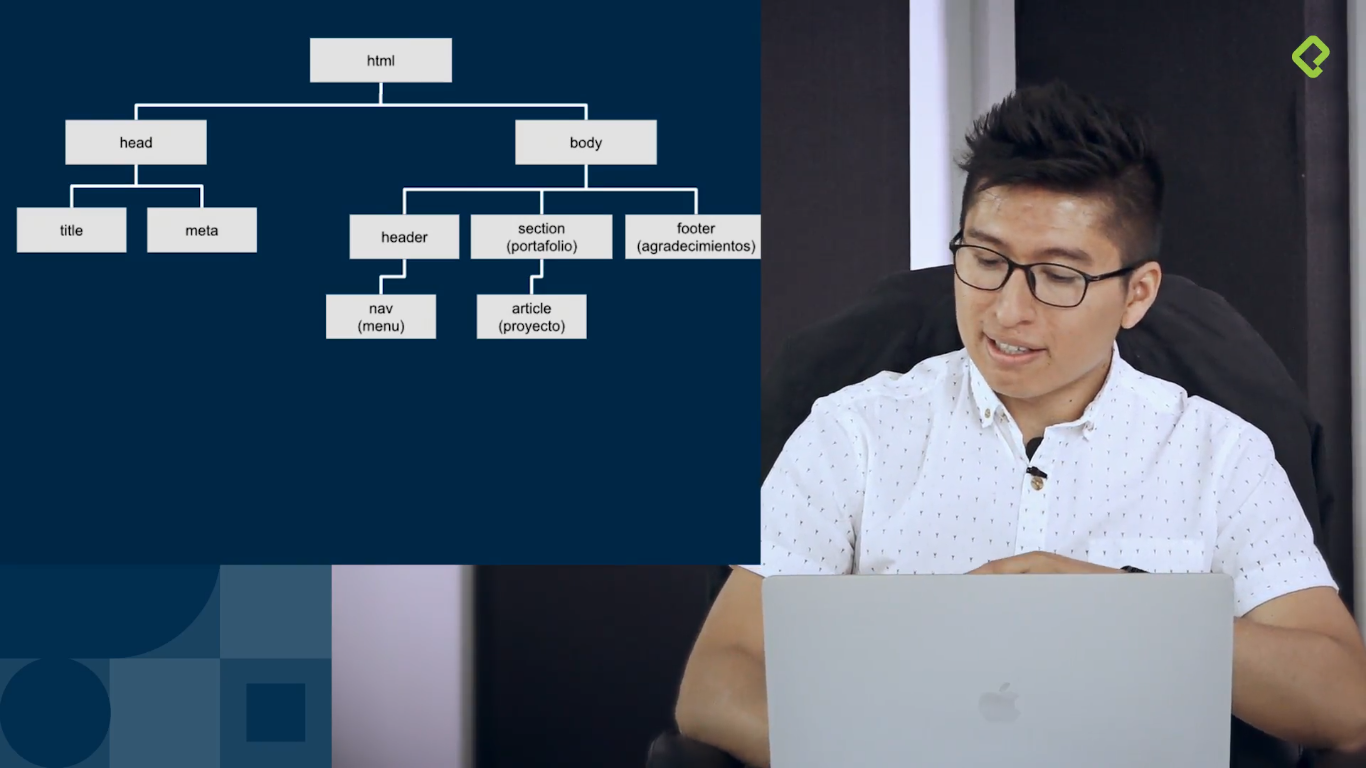 html
head
body
title
meta
header
section
(portafolio)
footer
(agradecimientos)
nav
(menu)
article
(proyecto)